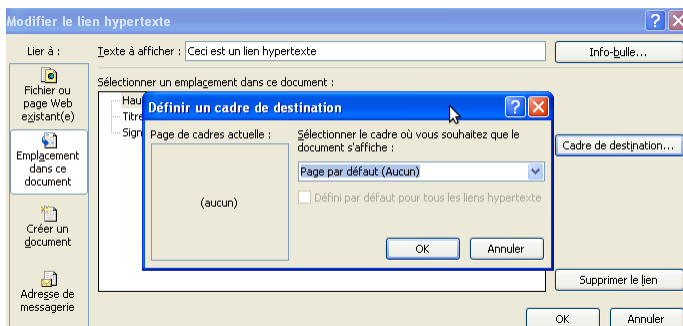 Modifier le lien hypertexte
Lier à :
Texte à afficher : Ceci est un lien hypertexte
Info-bulle...
Fichier ou
page Web
existant(e)
Emplacement
dans ce
document
Créer un
document
Adresse de
messagerie
Sélectionner un emplacement dans ce document :
Hau
Titre
Sign
Cadre de destination...
Supprimer le lien
OK
Annuler
Définir un cadre de destination
Page de cadres actuelle :
(aucun)
Sélectionner le cadre où vous souhaitez que le
document s'affiche :
Page par défaut (Aucun)
Défini par défaut pour tous les liens hypertexte
OK
Annuler